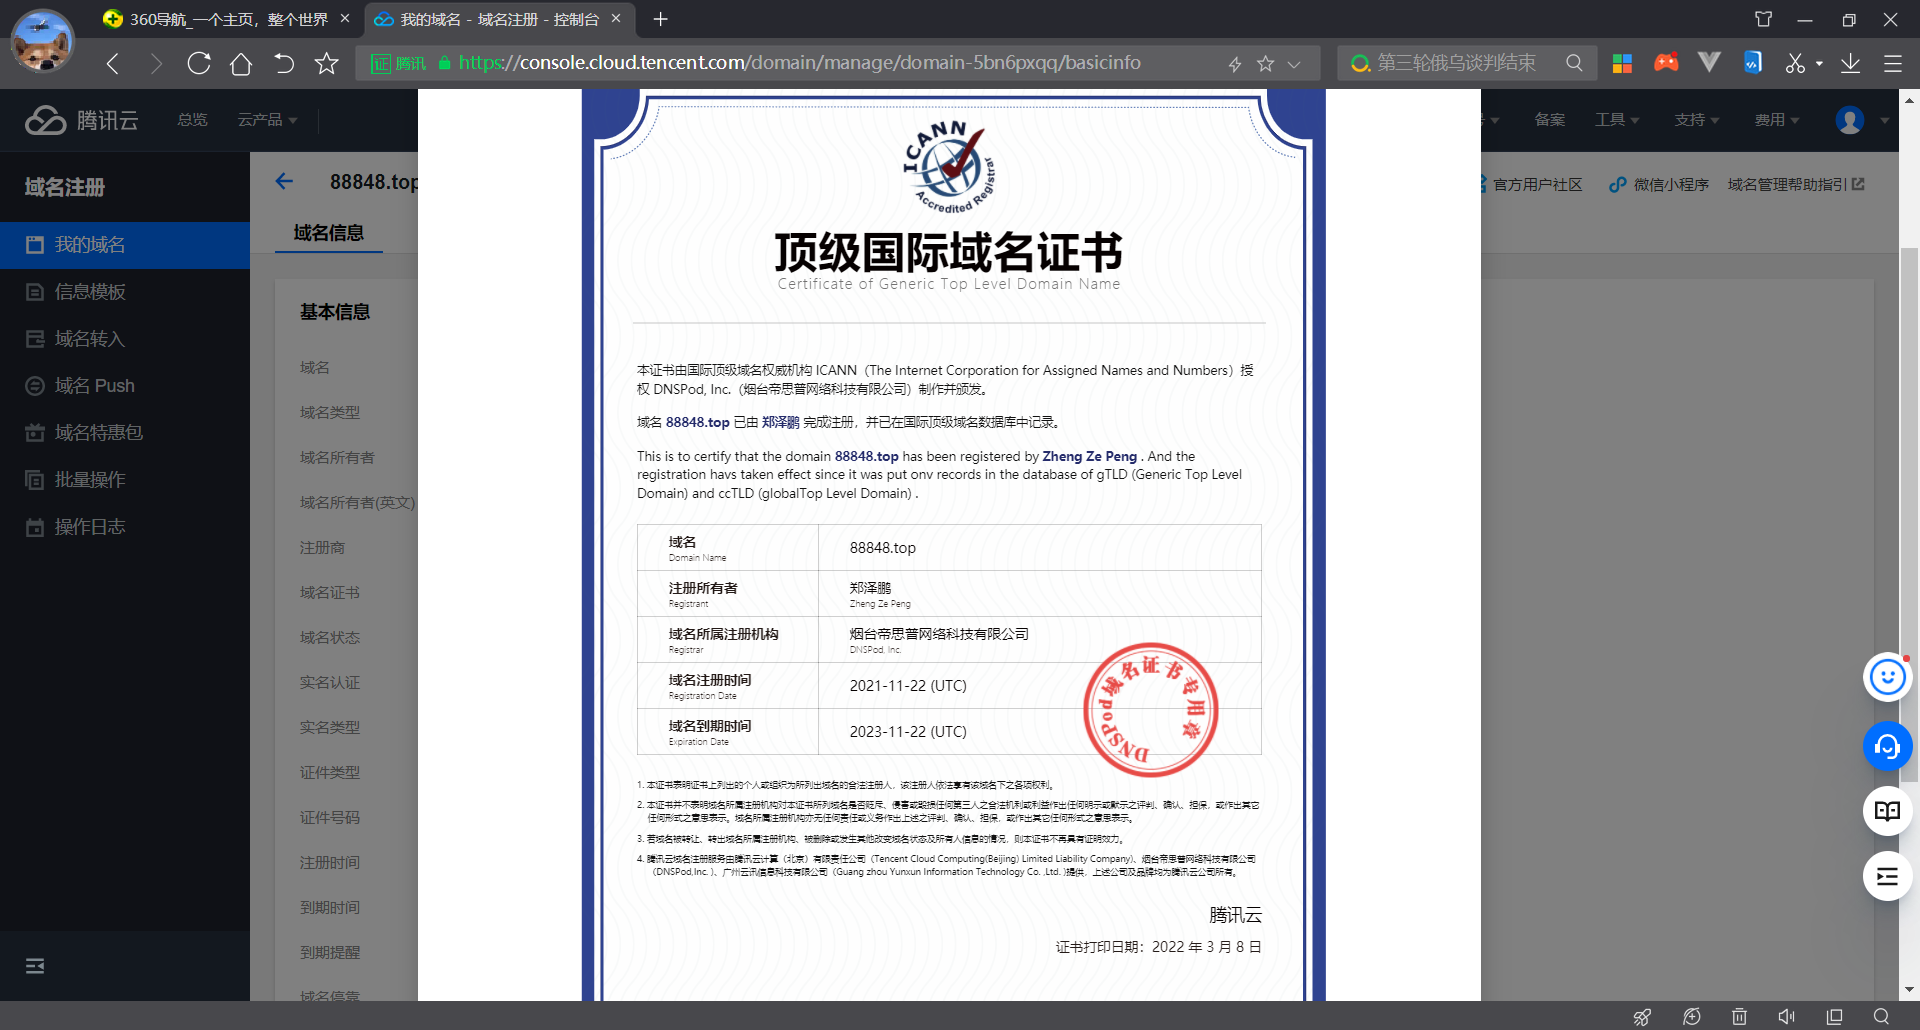 360导航_一个主页，整个世界
我的域名 - 域名注册 - 控制台
证 腾讯 https://console.cloud.tencent.com/domain/manage/domain-5bn6pxqq/basicinfo
第三轮俄乌谈判结束
腾讯云
总览
云产品
备案
工具
支持
费用
域名注册
我的域名
信息模板
域名转入
域名 Push
域名特惠包
批量操作
操作日志
88848.top
官方用户社区
微信小程序
域名管理帮助指引
域名信息
基本信息
域名
域名类型
域名所有者
域名所有者(英文)
注册商
域名证书
域名状态
实名认证
实名类型
证件类型
证件号码
注册时间
到期时间
到期提醒
域名停靠
ICANN
Accredited Registrar
顶级国际域名证书
Certificate of Generic Top Level Domain Name
本证书由国际顶级域名权威机构 ICANN（The Internet Corporation for Assigned Names and Numbers）授
权 DNSPod, Inc.（烟台帝思普网络科技有限公司）制作并颁发。
域名 88848.top 已由 郑泽鹏 完成注册，并已在国际顶级域名数据库中记录。
This is to certify that the domain 88848.top has been registered by Zheng Ze Peng . And the
registration havs taken effect since it was put onv records in the database of gTLD (Generic Top Level
Domain) and ccTLD (globalTop Level Domain) .
域名
Domain Name
88848.top
注册所有者
Registrant
郑泽鹏
Zheng Ze Peng
域名所属注册机构
Registrar
烟台帝思普网络科技有限公司
DNSPod, Inc.
域名注册时间
Registration Date
2021-11-22 (UTC)
域名到期时间
Expiration Date
2023-11-22 (UTC)
DNSPod域名证书专用章
1. 本证书表明证书上列出的个人或组织为所列出域名的合法注册人，该注册人依法享有该域名下之各项权利。
2. 本证书并不表明域名所属注册机构对本证书所列域名是否贬斥、侵害或毁损任何第三人之合法权利或利益作出任何明示或默示之评判、确认、担保，或作出其它
任何形式之意思表示。域名所属注册机构亦无任何责任或义务作出上述之评判、确认、担保，或作出其它任何形式之意思表示。
3. 若域名被转让、转出域名所属注册机构、被删除或发生其他改变域名状态及所有人信息的情况，则本证书不再具有证明效力。
4. 腾讯云域名注册服务由腾讯云计算（北京）有限责任公司（Tencent Cloud Computing(Beijing) Limited Liability Company)、烟台帝思普网络科技有限公司
（DNSPod,Inc. )、广州云讯信息科技有限公司（Guang zhou Yunxun Information Technology Co. ,Ltd. )提供，上述公司及品牌均为腾讯云公司所有。
腾讯云
证书打印日期：2022 年 3 月 8 日